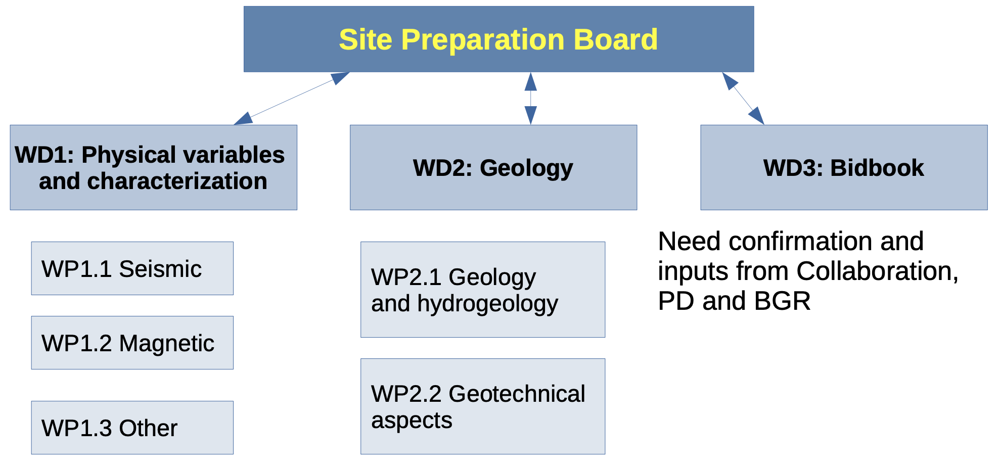 Site Preparation Board
WD1: Physical variables
and characterization
WD2: Geology
WD3: Bidbook
WP1.1 Seismic
WP1.2 Magnetic
WP1.3 Other
WP2.1 Geology
and hydrogeology
WP2.2 Geotechnical
aspects
Need confirmation and
inputs from Collaboration,
PD and BGR